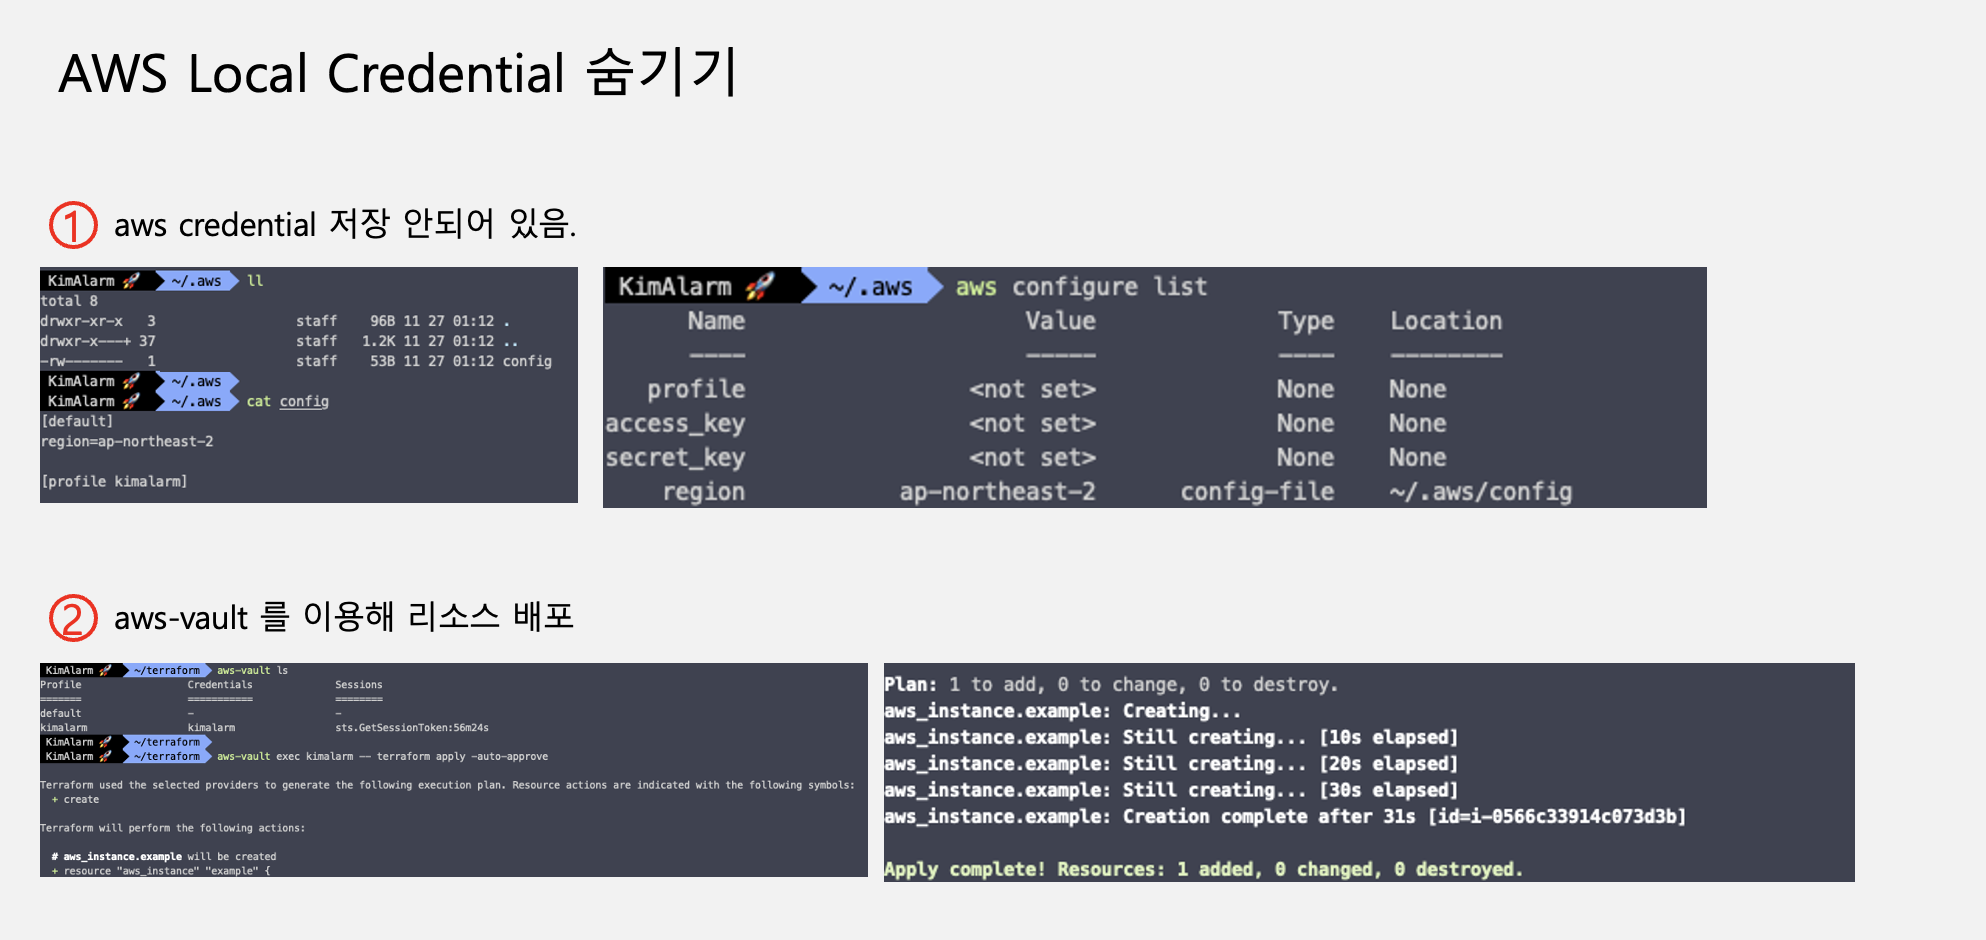 AWS Local Credential 숨기기
① aws credential 저장 안되어 있음.
KimAlarm 🚀 ~/.aws ll
total 8
drwxr-xr-x 3 staff 96B 11 27 01:12 .
drwxr-x---+ 37 staff 1.2K 11 27 01:12 ..
-rw------- 1 staff 53B 11 27 01:12 config
KimAlarm 🚀 ~/.aws
KimAlarm 🚀 ~/.aws cat config
[default]
region=ap-northeast-2
[profile kimalarm]
KimAlarm 🚀 ~/.aws aws configure list
Name Value Type Location
---- ----- ---- --------
profile <not set> None None
access_key <not set> None None
secret_key <not set> None None
region ap-northeast-2 config-file ~/.aws/config
② aws-vault 를 이용해 리소스 배포
KimAlarm 🚀 ~/terraform aws-vault ls
Profile Credentials Sessions
======= =========== ========
default - -
kimalarm kimalarm sts.GetSessionToken:56m24s
KimAlarm 🚀 ~/terraform
KimAlarm 🚀 ~/terraform aws-vault exec kimalarm -- terraform apply -auto-approve
Terraform used the selected providers to generate the following execution plan. Resource actions are indicated with the following symbols:
+ create
Terraform will perform the following actions:
# aws_instance.example will be created
+ resource "aws_instance" "example" {
Plan: 1 to add, 0 to change, 0 to destroy.
aws_instance.example: Creating...
aws_instance.example: Still creating... [10s elapsed]
aws_instance.example: Still creating... [20s elapsed]
aws_instance.example: Still creating... [30s elapsed]
aws_instance.example: Creation complete after 31s [id=i-0566c33914c073d3b]
Apply complete! Resources: 1 added, 0 changed, 0 destroyed.